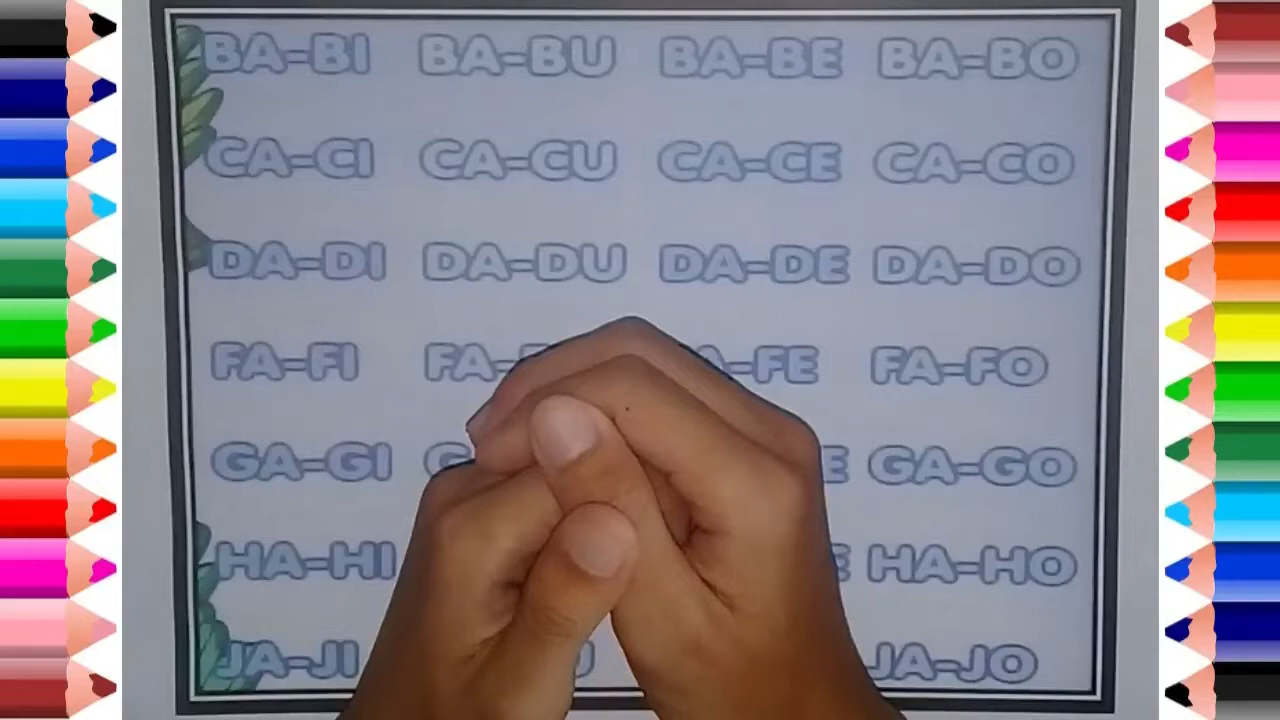 BA=BI BA=BU BA=BE BA=BO
CA=CI CA=CU CA=CE CA=CO
DA=DI DA=DU DA=DE DA=DO
FA=FI FA=FE FA=FO
GA=GI GA=GO
HA=HI HA=HO
JA=JI JA=JO